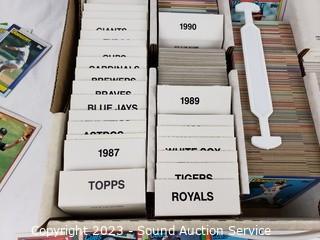 GIANTS
CUBS
CARDINALS
BREWERS
BRAVES
BLUE JAYS
ASTROS
1987
TOPPS
1990
1989
WHITE SOX
TIGERS
ROYALS
Copyright 2023 - Sound Auction Service